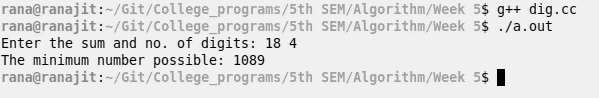 rana@ranajit:~/Git/College_programs/5th SEM/Algorithm/Week 5$ g++ dig.cc
rana@ranajit:~/Git/College_programs/5th SEM/Algorithm/Week 5$ ./a.out
Enter the sum and no. of digits: 18 4
The minimum number possible: 1089
rana@ranajit:~/Git/College_programs/5th SEM/Algorithm/Week 5$